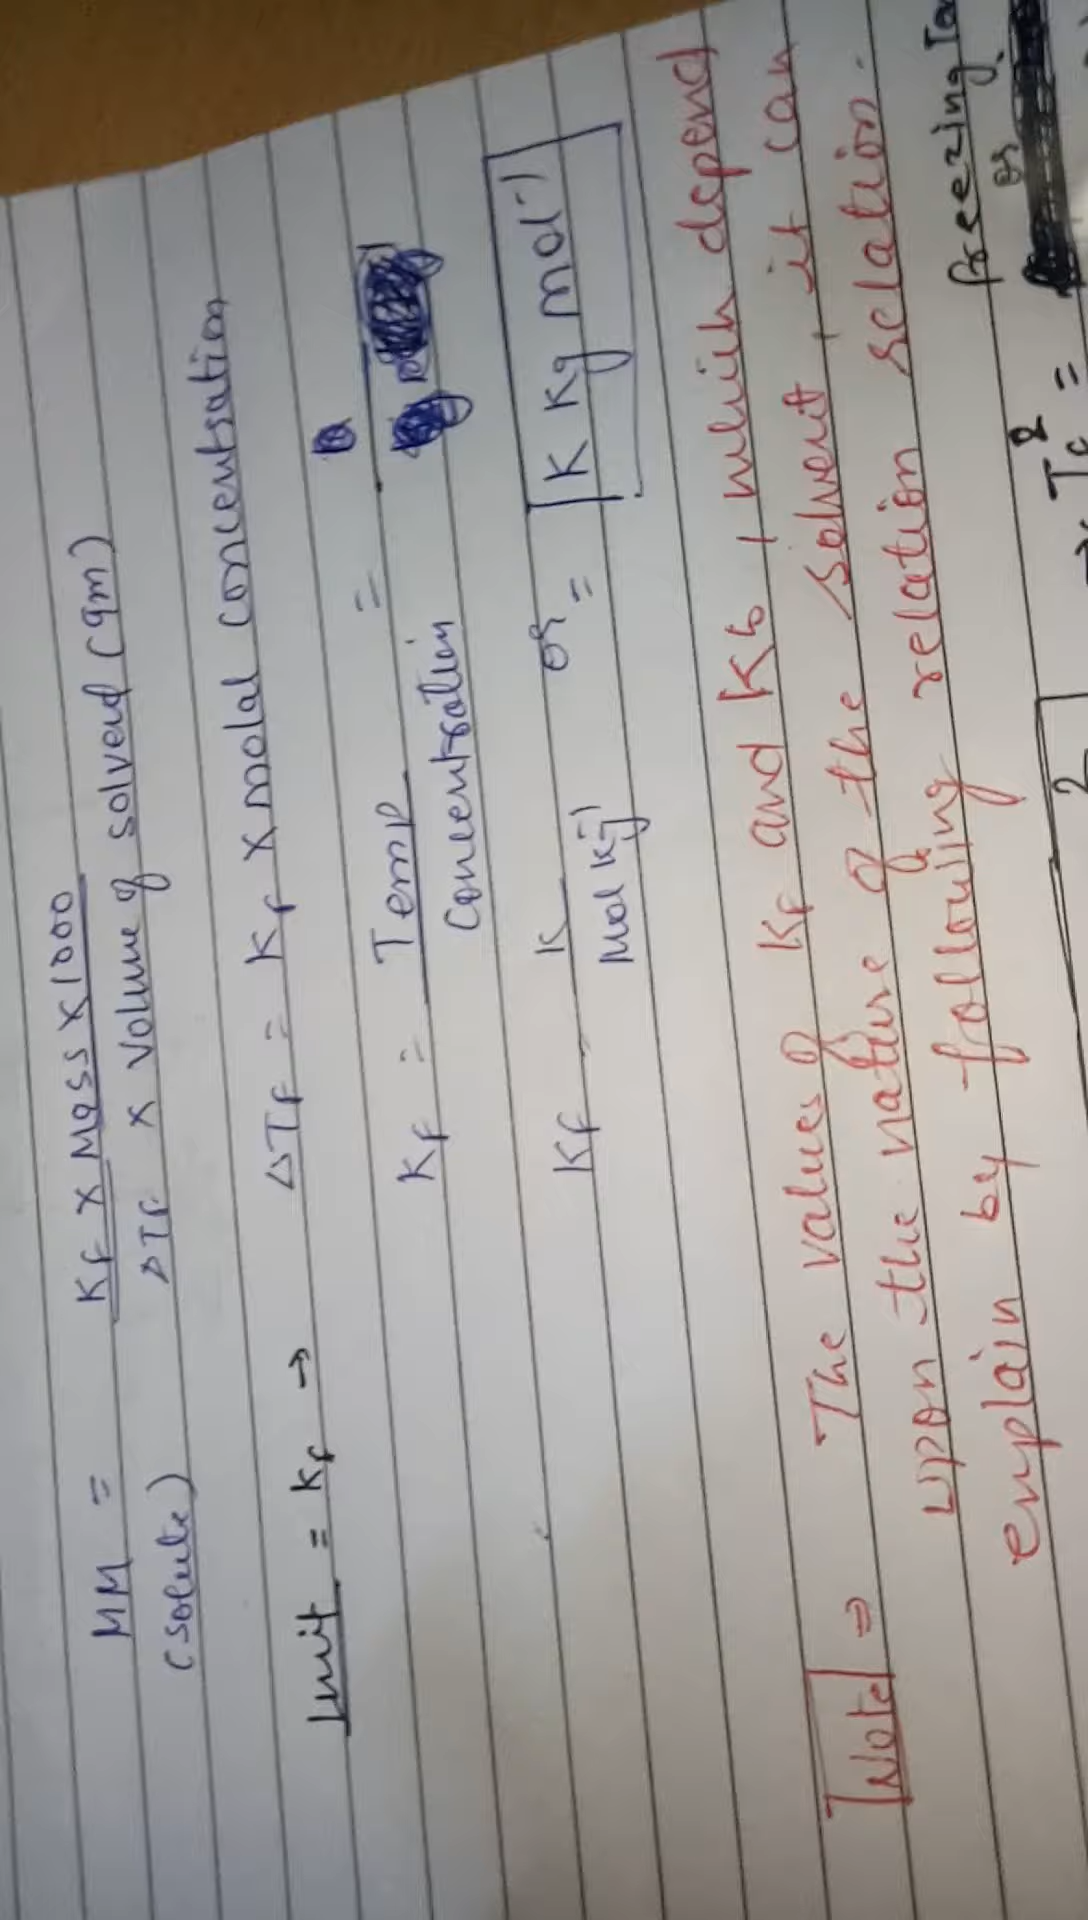 MM = Kf x Mass x 1000
(solute) ΔTf x volume of solvend (gm)
ΔTf = Kf x molal concentration
Unit = Kf →
Kf = Temp =
Concentration
or
Kf = K = K Kg mol⁻¹
Mol Kg⁻¹
Note ⇒ The values of Kf and Kb, which depend
upon the nature of the solvent, it can
explain by following relation relation.
freezing
or